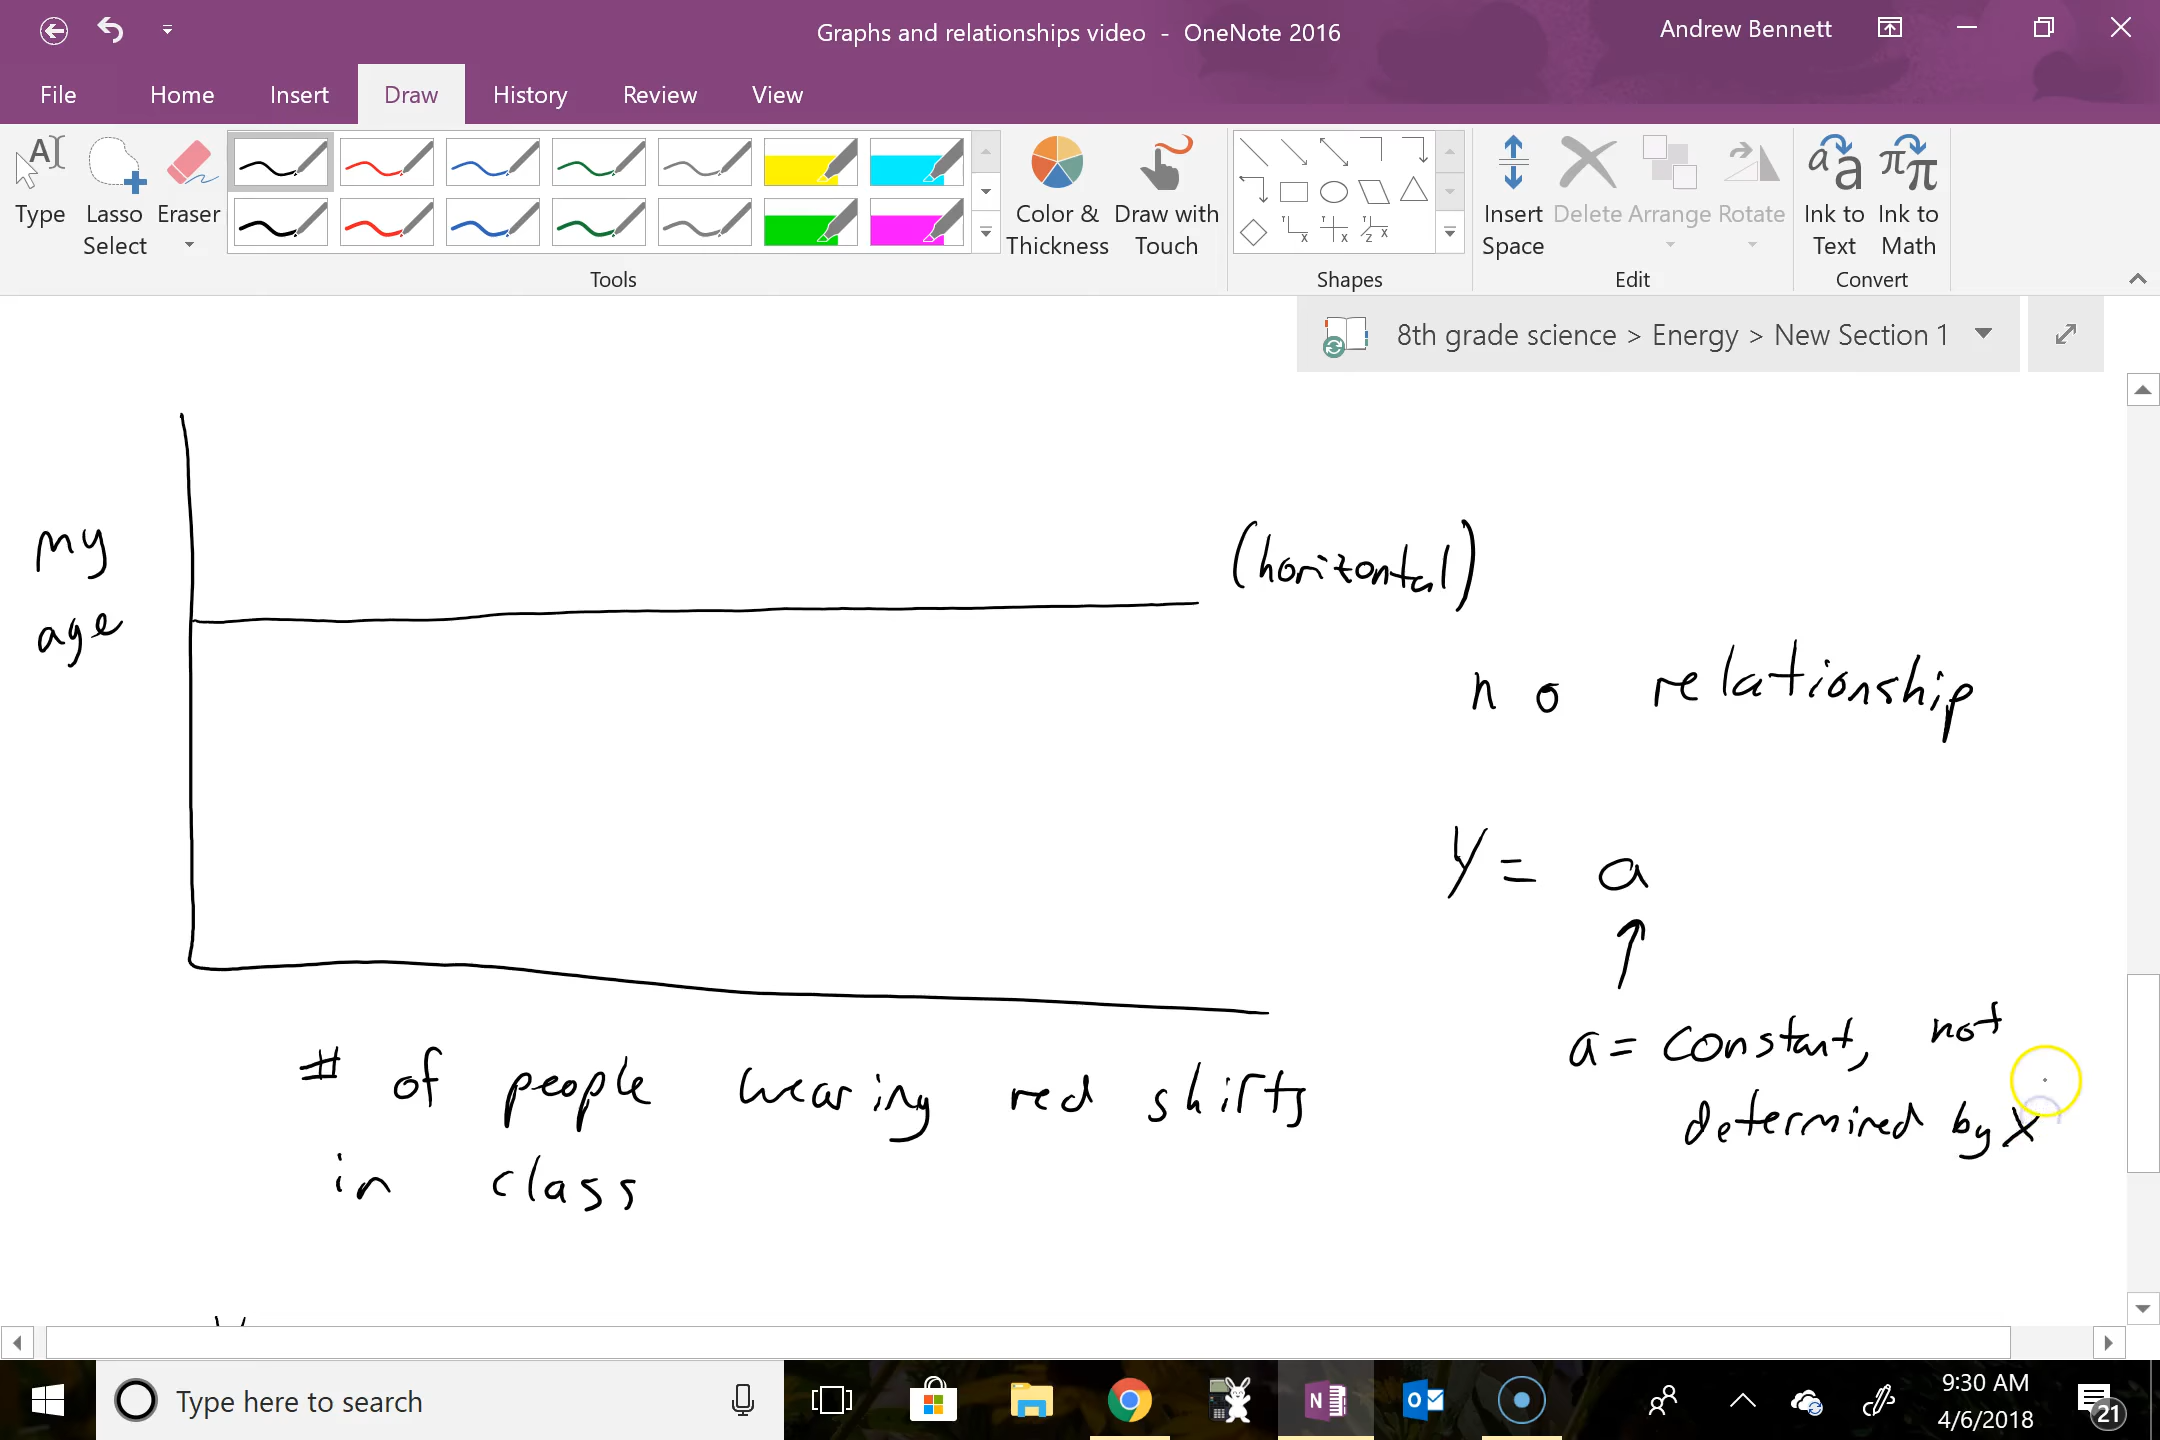 Graphs and relationships video - OneNote 2016
Andrew Bennett
File Home Insert Draw History Review View
Type
Lasso Select
Eraser
Color & Thickness
Draw with Touch
Insert Space
Delete
Arrange
Rotate
Ink to Text
Ink to Math
Tools
Shapes
Edit
Convert
8th grade science > Energy > New Section 1
my
age
(horizontal)
no relationship
y = a
a = constant, not
determined by x
# of people wearing red shirts
in class
Type here to search
9:30 AM
4/6/2018
21